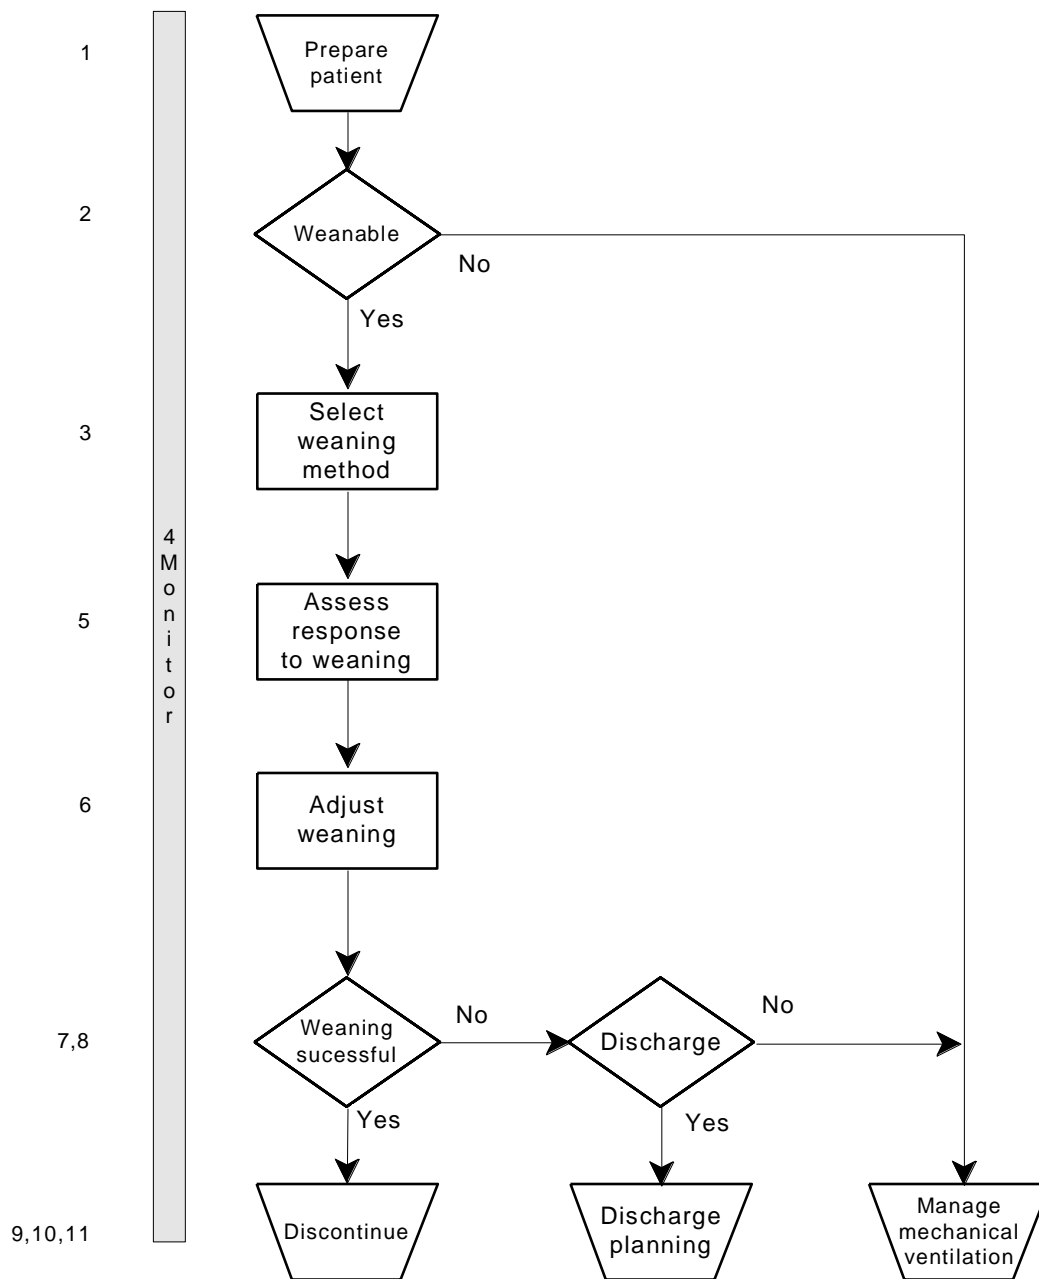 1
Prepare
patient
2
Weanable
No
Yes
3
Select
weaning
method
4
M
o
n
i
t
o
r
5
Assess
response
to weaning
6
Adjust
weaning
7,8
Weaning
sucessful
No
Discharge
No
Yes
Yes
9,10,11
Discontinue
Discharge
planning
Manage
mechanical
ventilation